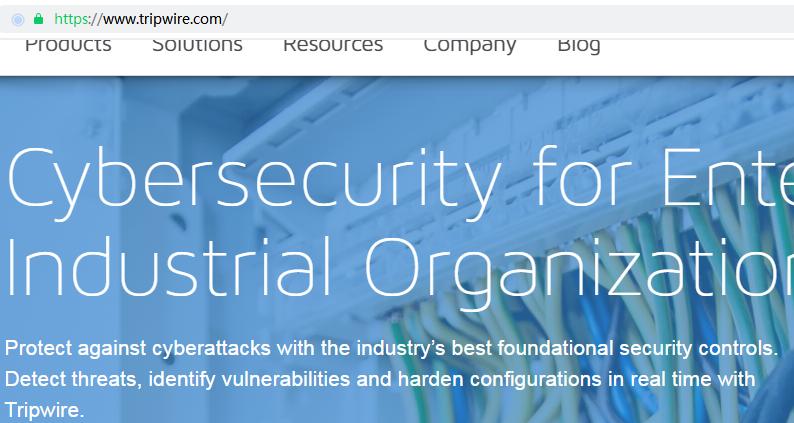 https://www.tripwire.com/
Products Solutions Resources Company Blog
Cybersecurity for Ente
Industrial Organization
Protect against cyberattacks with the industry’s best foundational security controls.
Detect threats, identify vulnerabilities and harden configurations in real time with
Tripwire.